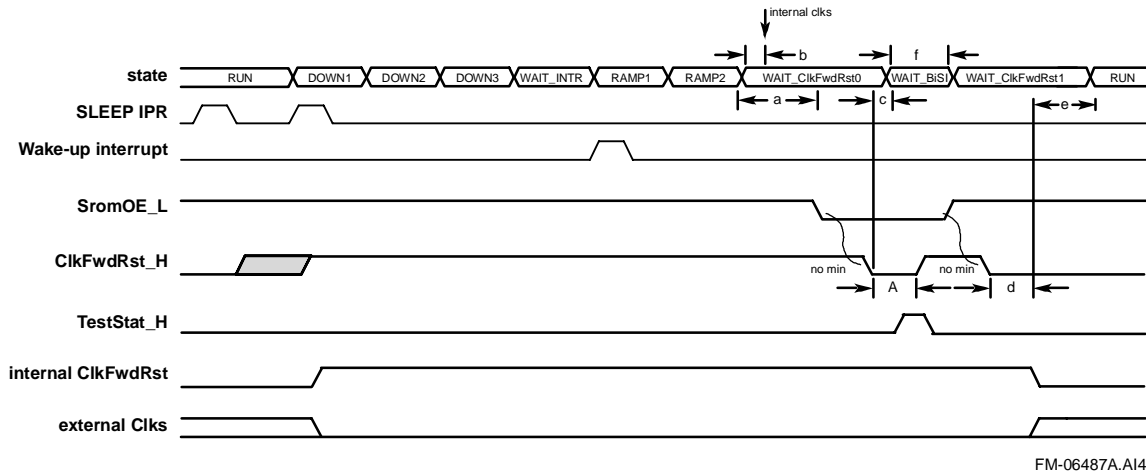 internal clks
b
f
state
RUN
DOWN1
DOWN2
DOWN3
WAIT_INTR
RAMP1
RAMP2
WAIT_ClkFwdRst0
WAIT_BiSI
WAIT_ClkFwdRst1
RUN
a
c
e
SLEEP IPR
Wake-up interrupt
SromOE_L
ClkFwdRst_H
no min
no min
A
d
TestStat_H
internal ClkFwdRst
external Clks
FM-06487A.AI4